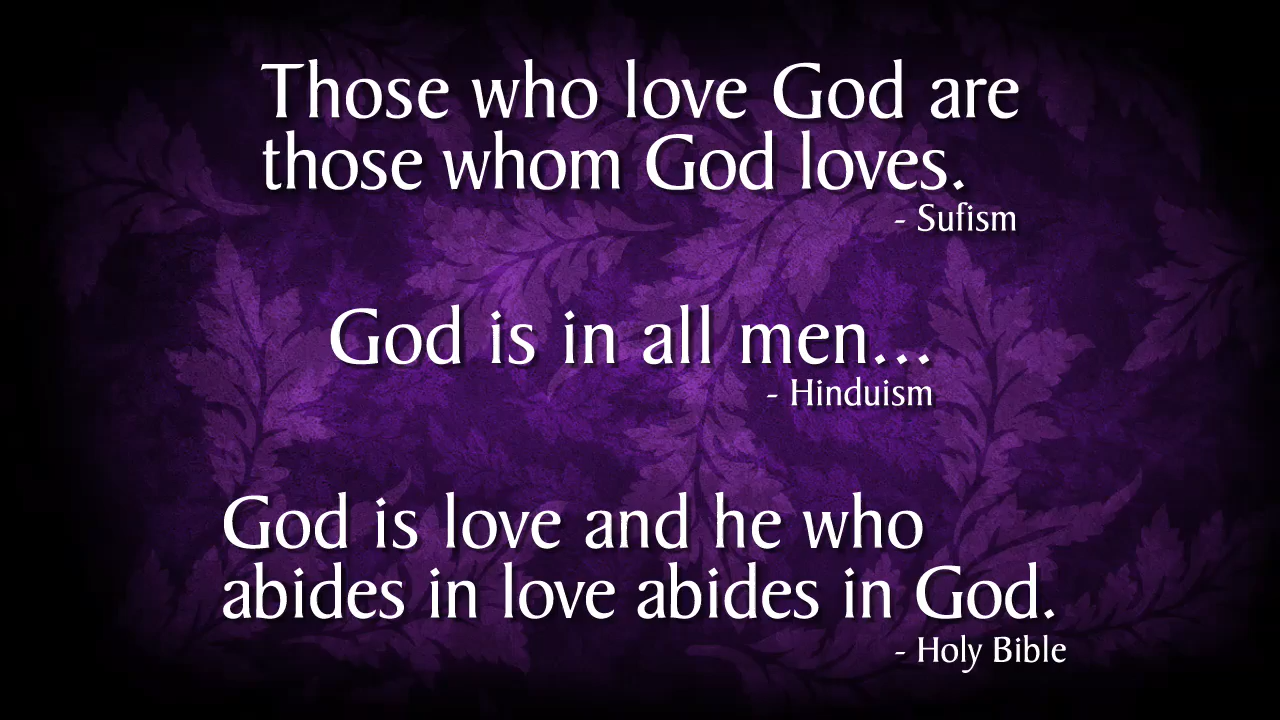 Those who love God are
those whom God loves.
- Sufism
God is in all men...
- Hinduism
God is love and he who
abides in love abides in God.
- Holy Bible